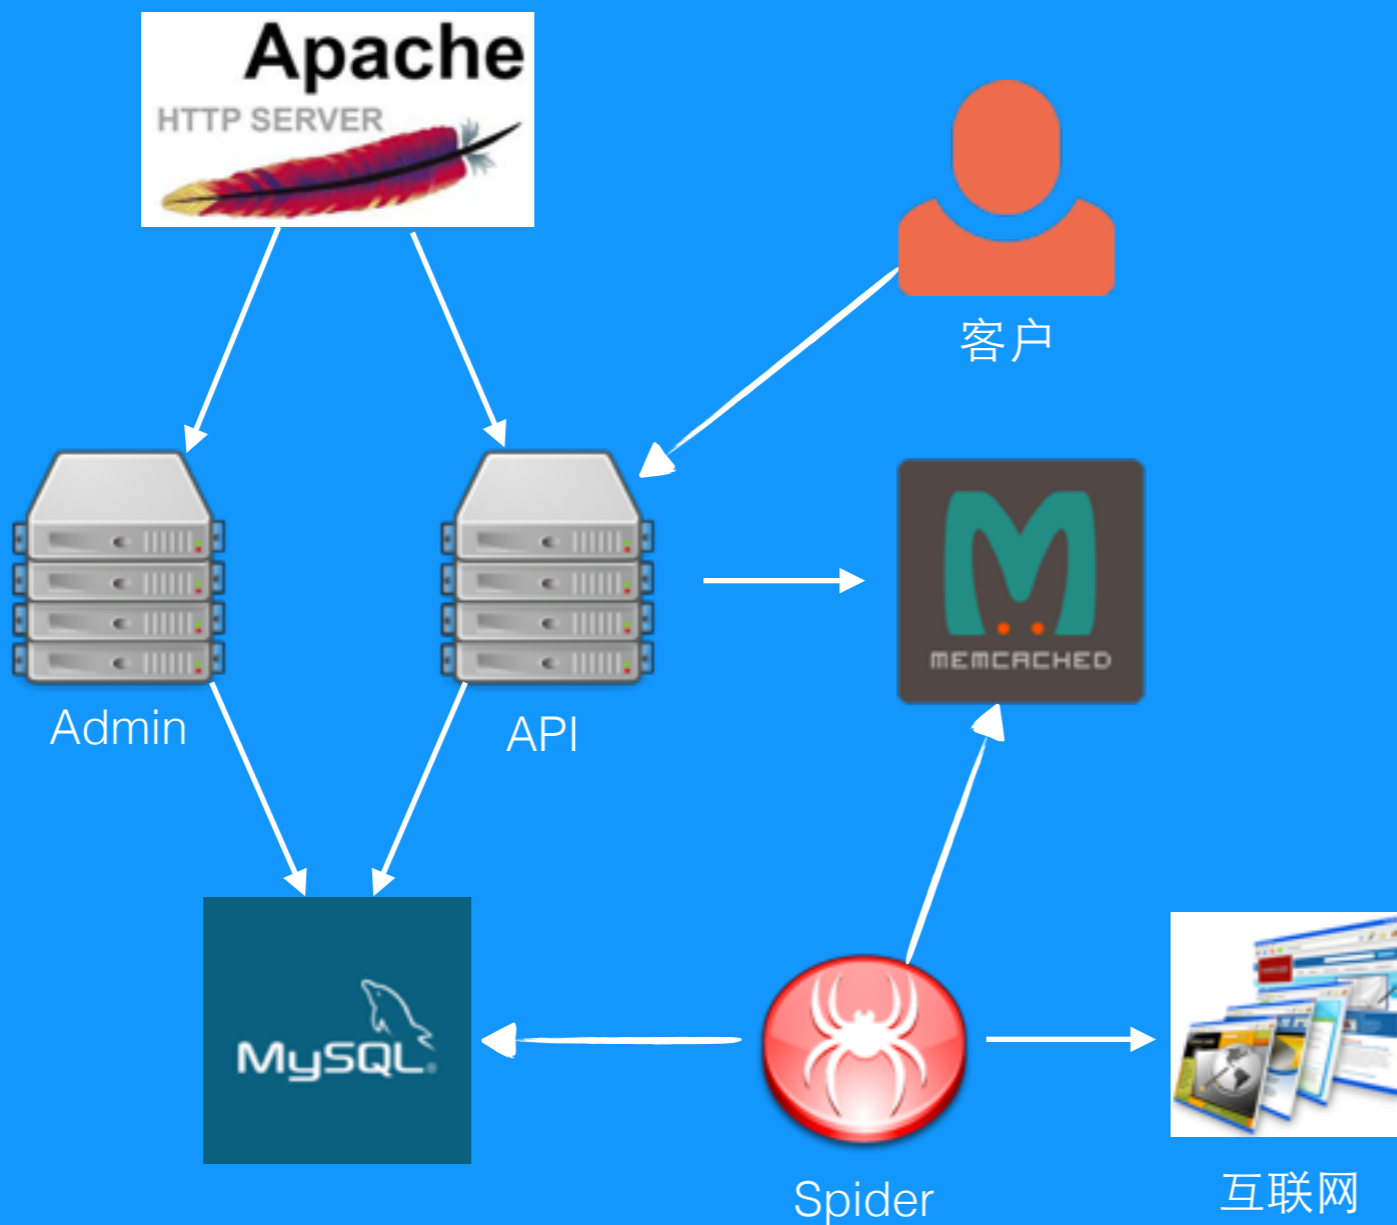 Apache
HTTP SERVER
客户
MEMCACHED
Admin
API
MySQL
Spider
互联网